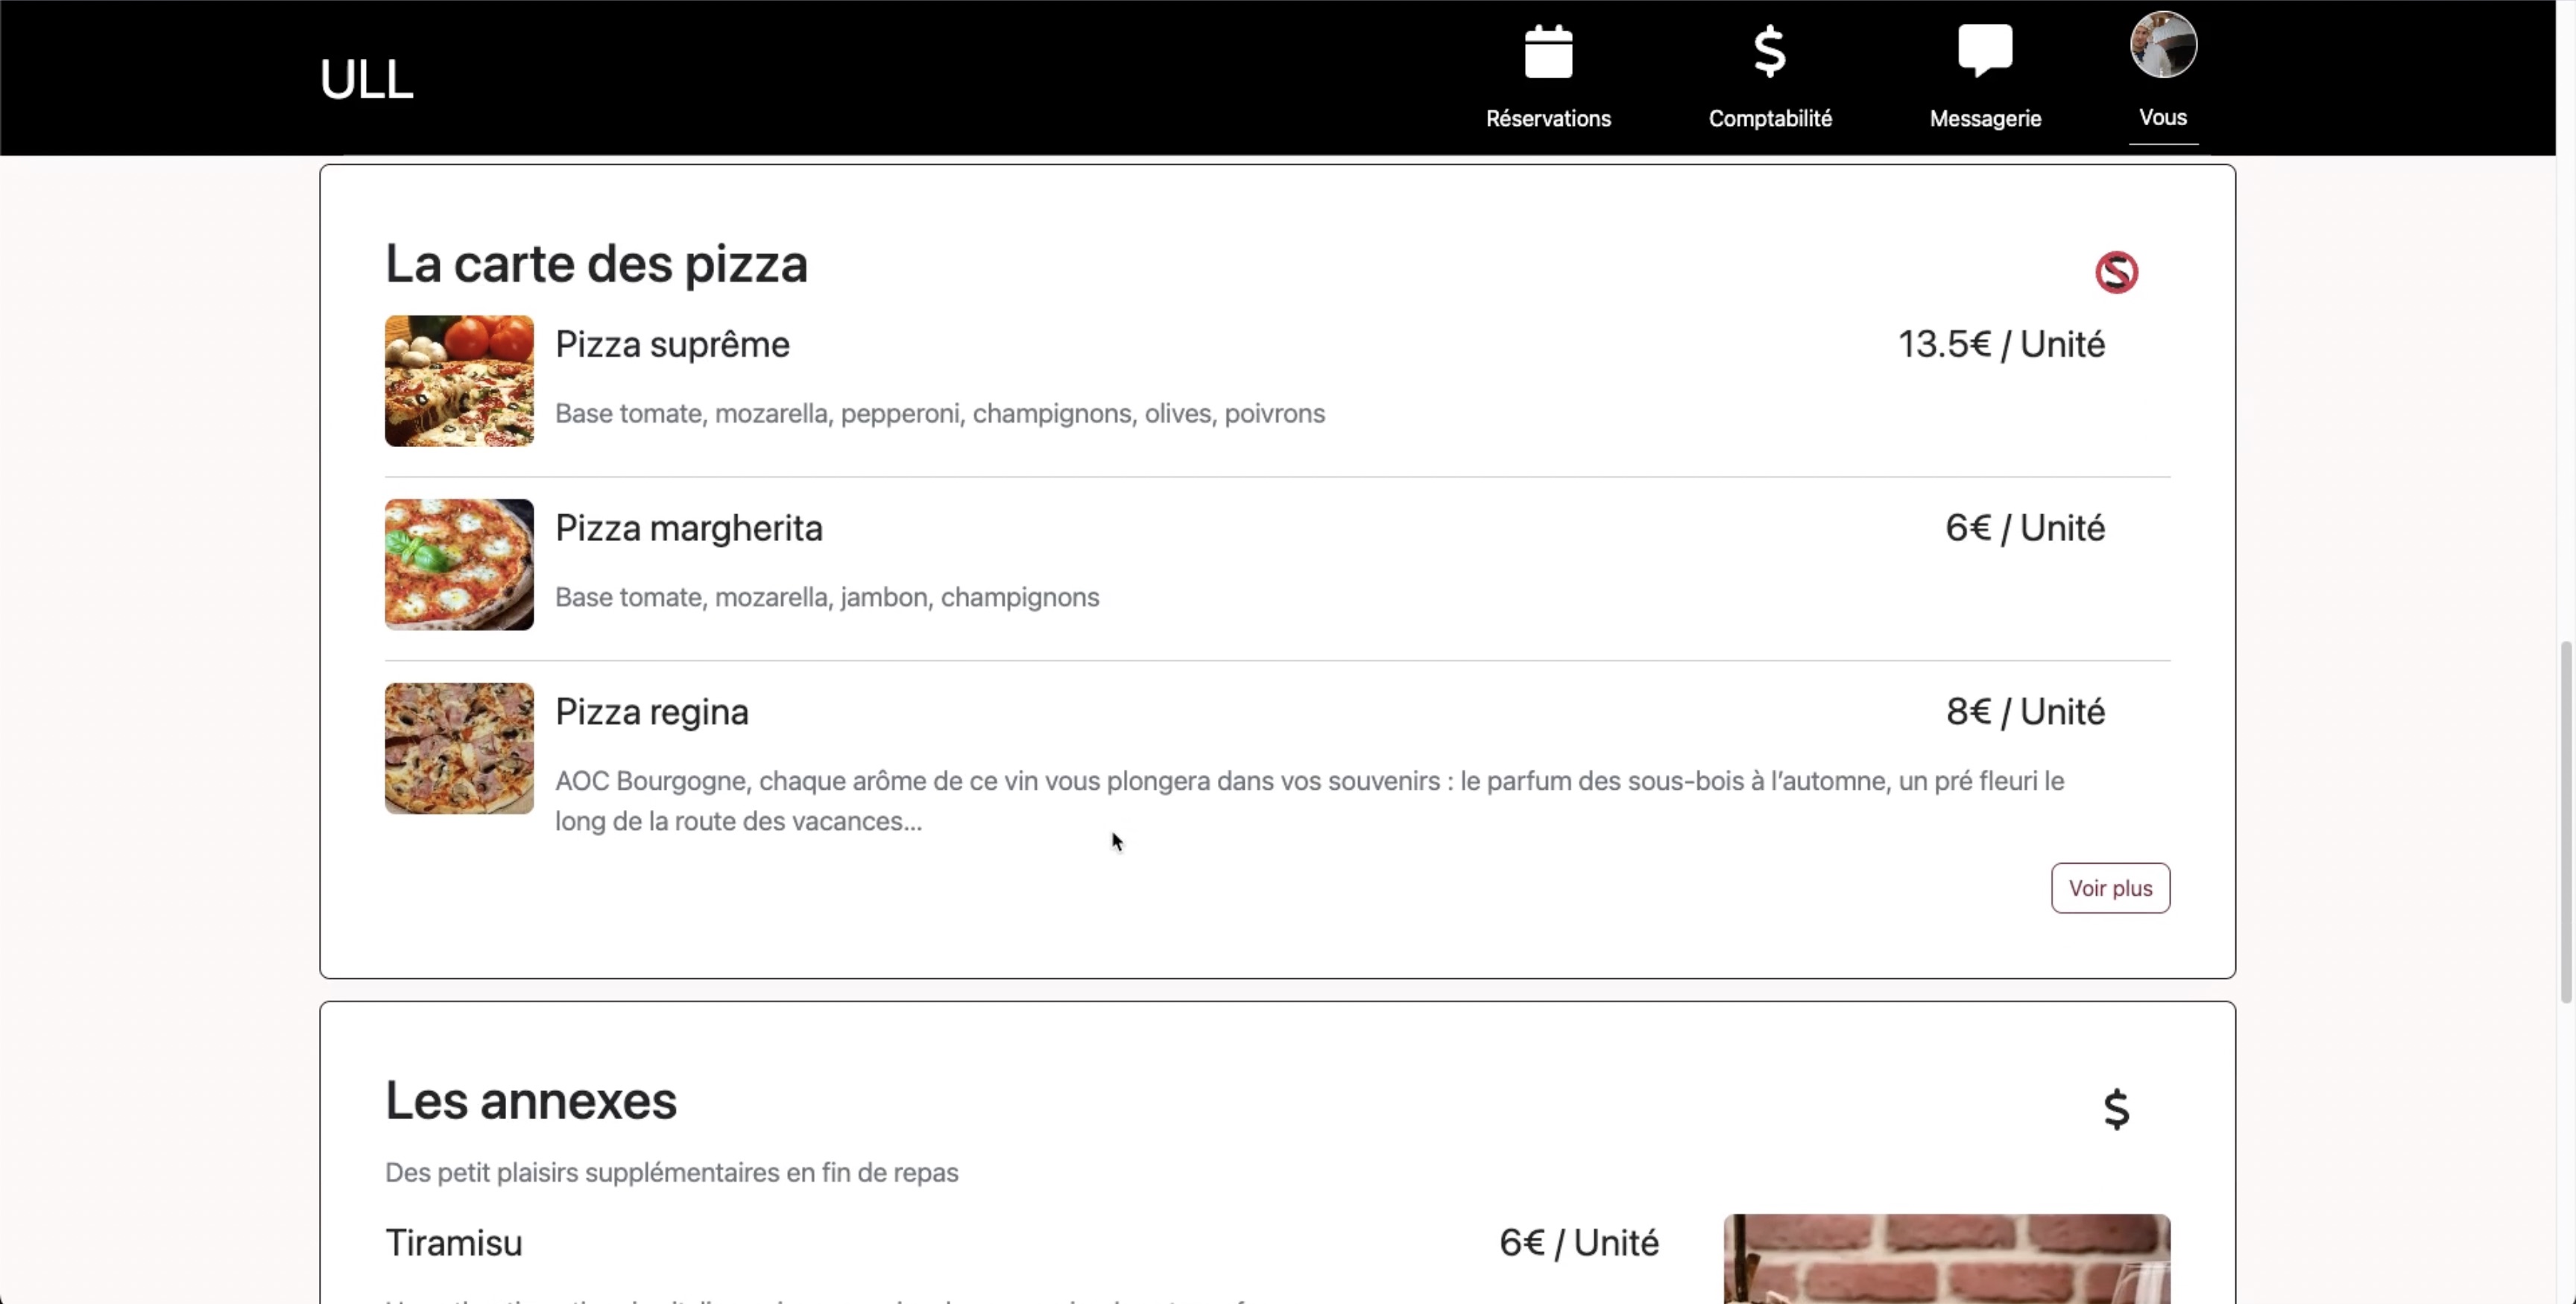 ULL
Réservations
Comptabilité
Messagerie
Vous
La carte des pizza
Pizza suprême
13.5€ / Unité
Base tomate, mozarella, pepperoni, champignons, olives, poivrons
Pizza margherita
6€ / Unité
Base tomate, mozarella, jambon, champignons
Pizza regina
8€ / Unité
AOC Bourgogne, chaque arôme de ce vin vous plongera dans vos souvenirs : le parfum des sous-bois à l’automne, un pré fleuri le
long de la route des vacances...
Voir plus
Les annexes
$
Des petit plaisirs supplémentaires en fin de repas
Tiramisu
6€ / Unité